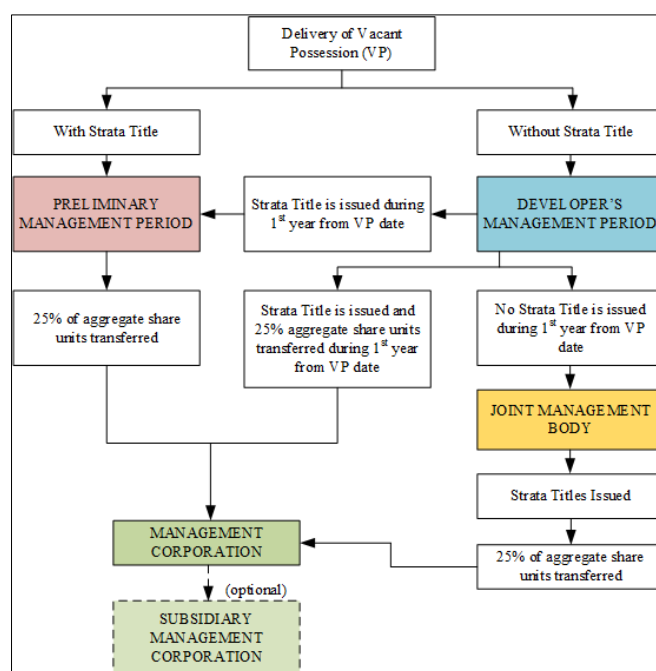 Delivery of Vacant
Possession (VP)
With Strata Title
Without Strata Title
PRELIMINARY
MANAGEMENT PERIOD
Strata Title is issued during
1st year from VP date
DEVELOPER'S
MANAGEMENT PERIOD
25% of aggregate share
units transferred
Strata Title is issued and
25% aggregate share units
transferred during 1st year
from VP date
No Strata Title is issued
during 1st year from VP
date
JOINT MANAGEMENT
BODY
Strata Titles Issued
MANAGEMENT
CORPORATION
25% of aggregate share
units transferred
(optional)
SUBSIDIARY
MANAGEMENT
CORPORATION